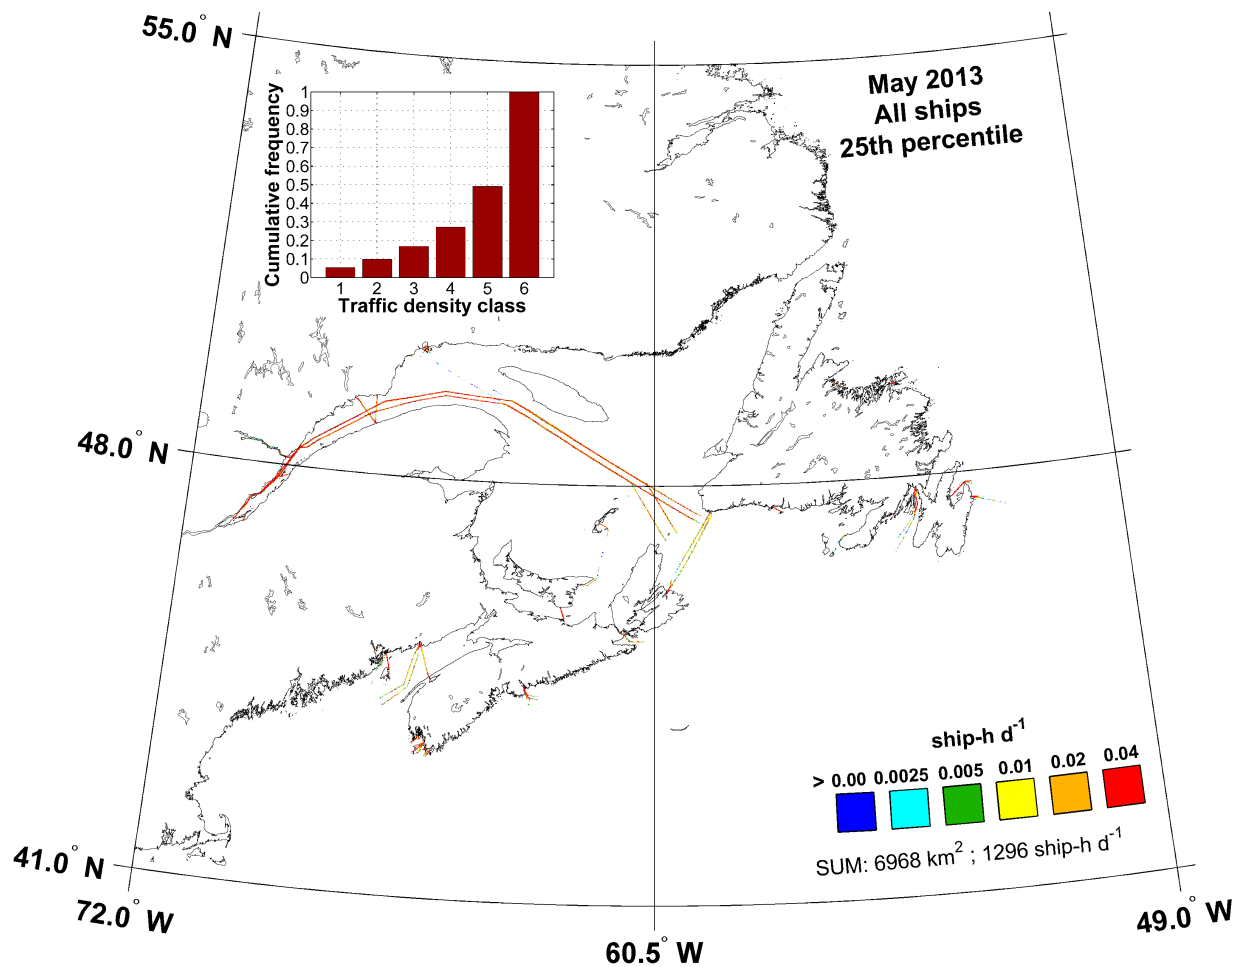 55.0° N
May 2013
All ships
25th percentile
Cumulative frequency
1
0.9
0.8
0.7
0.6
0.5
0.4
0.3
0.2
0.1
0
1 2 3 4 5 6
Traffic density class
48.0° N
ship-h d-1
> 0.00 0.0025 0.005 0.01 0.02 0.04
SUM: 6968 km2 ; 1296 ship-h d-1
41.0° N
72.0° W
60.5° W
49.0° W